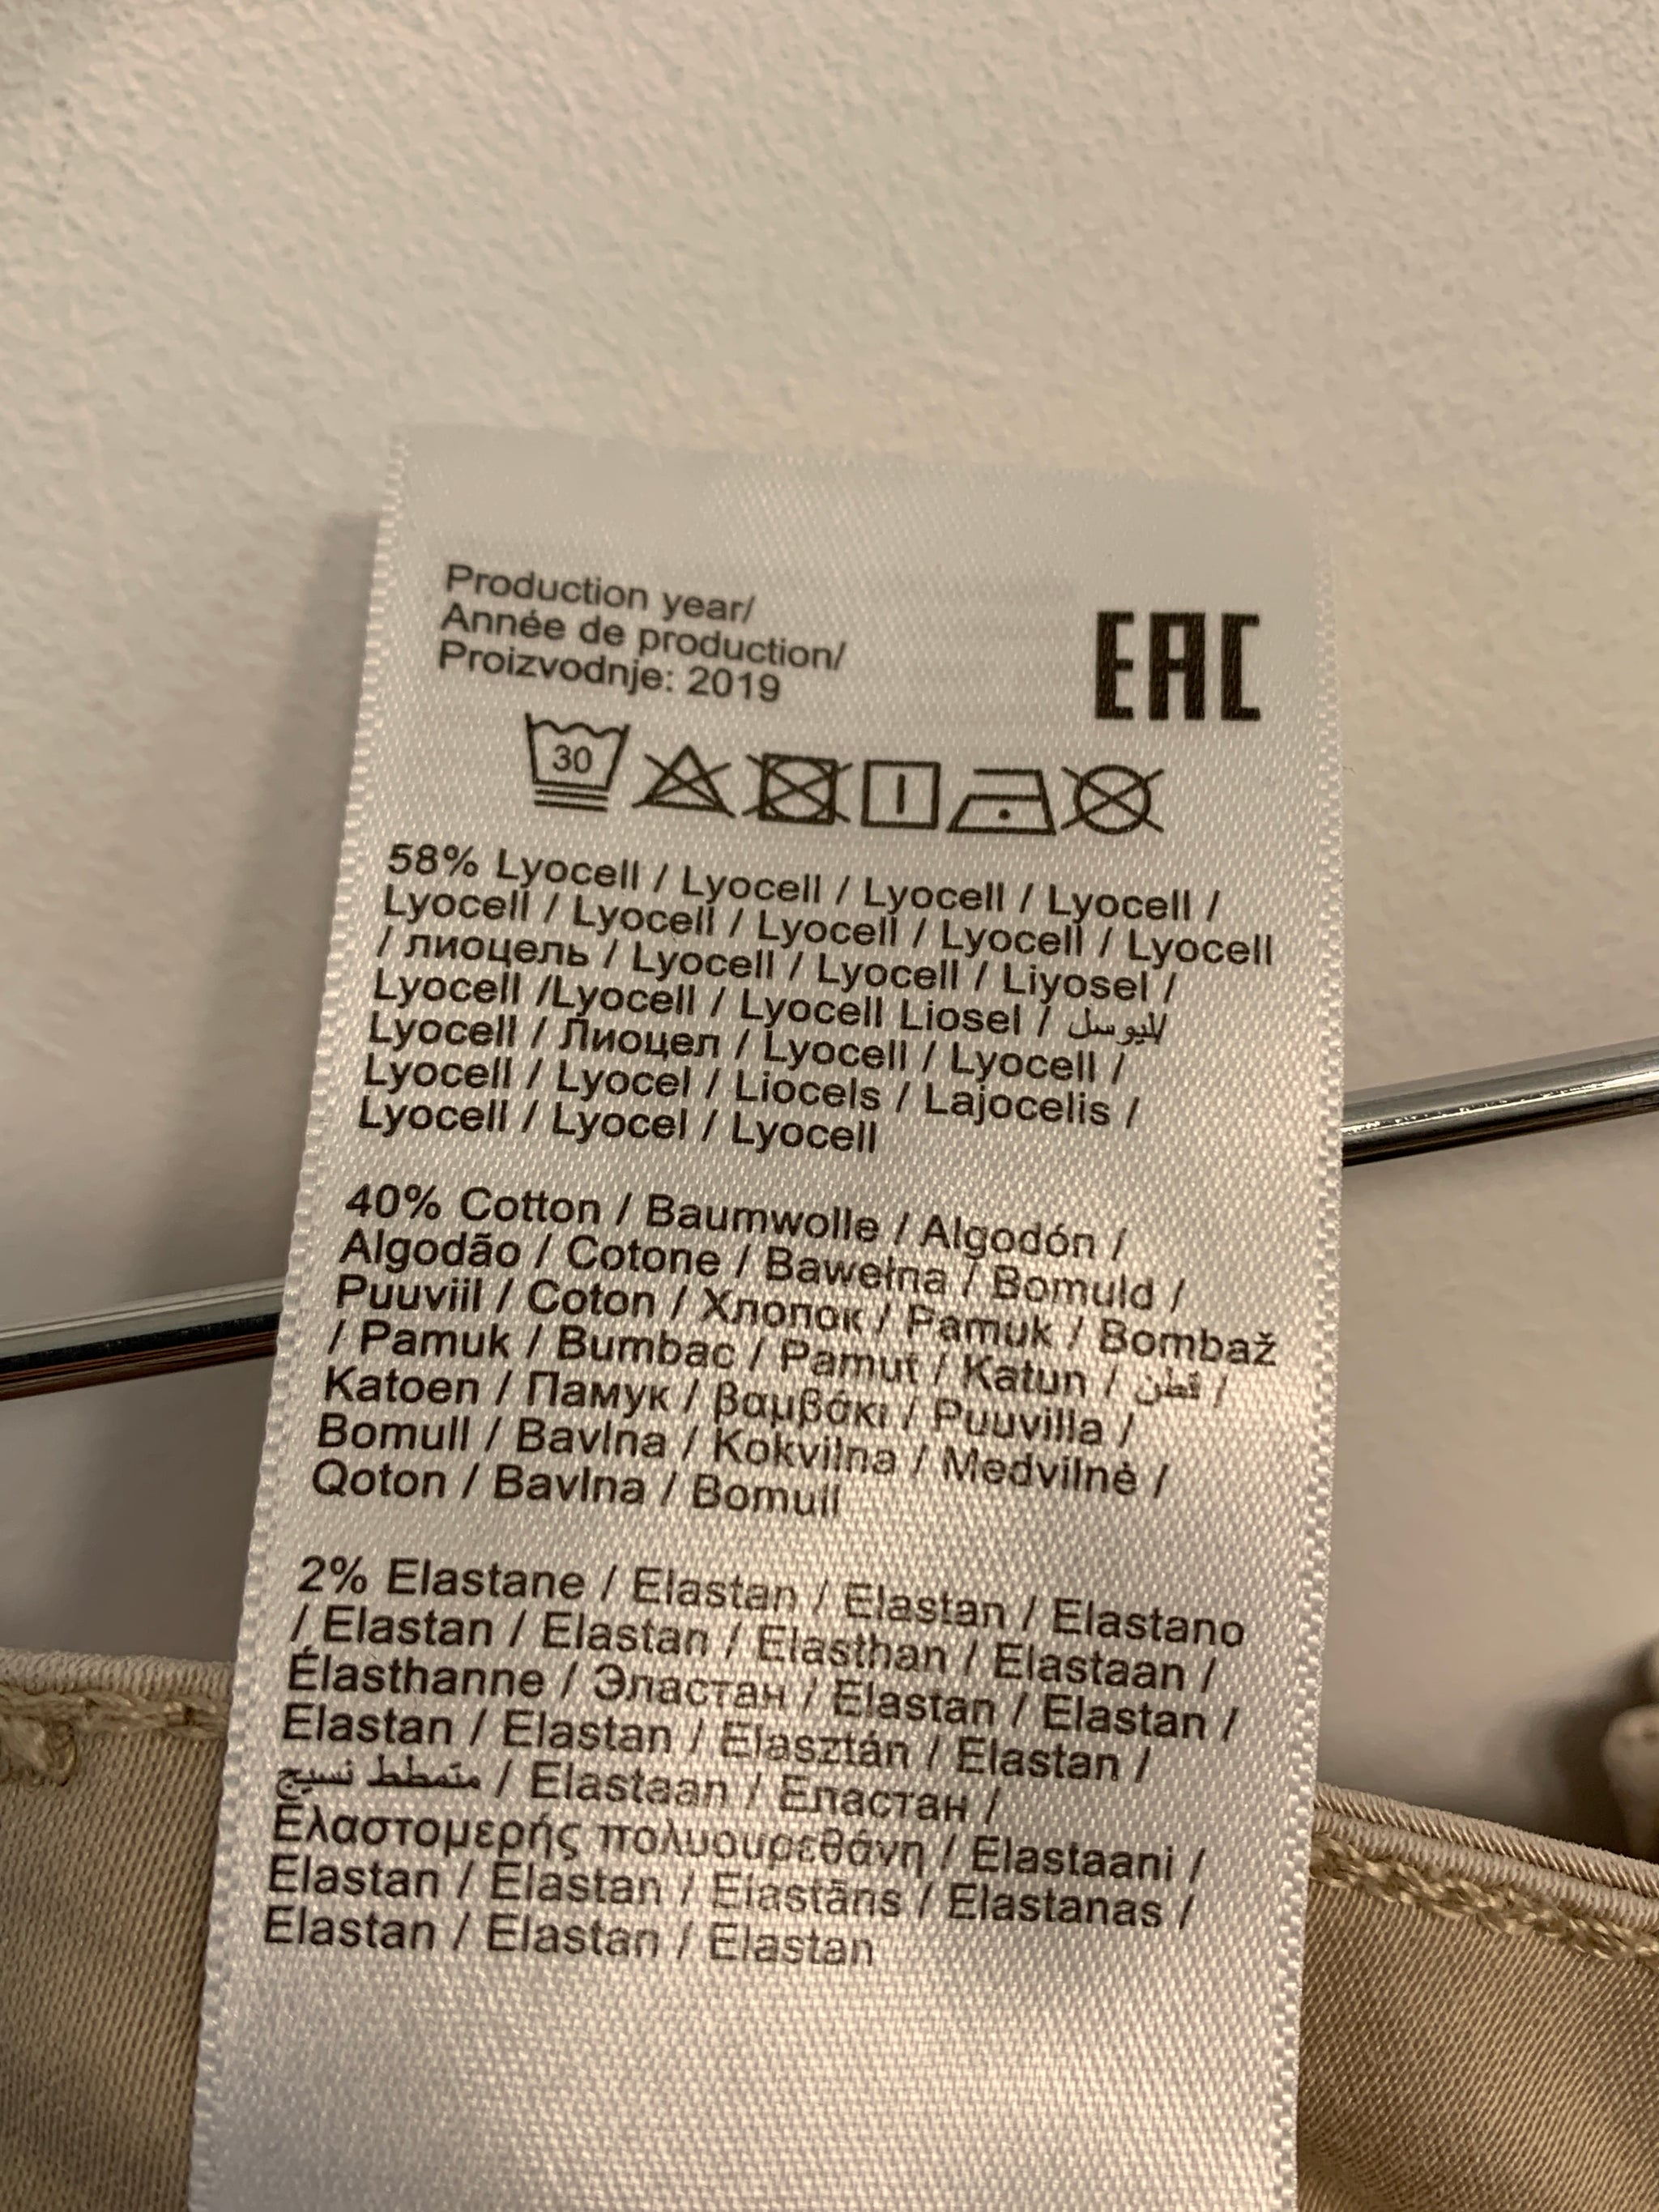 Production year/
Année de production/
Proizvodnje: 2019
EAC
30
58% Lyocell / Lyocell / Lyocell / Lyocell /
Lyocell / Lyocell / Lyocell / Lyocell / Lyocell
/ лиоцель / Lyocell / Lyocell / Liyosel /
Lyocell /Lyocell / Lyocell Liosel / لليوسل/
Lyocell / Лиоцел / Lyocell / Lyocell /
Lyocell / Lyocel / Liocels / Lajocelis /
Lyocell / Lyocel / Lyocell
40% Cotton / Baumwolle / Algodón /
Algodão / Cotone / Bawełna / Bomuld /
Puuviil / Coton / Хлопок / Pamuk / Bombaž
/ Pamuk / Bumbac / Pamut / Katun / قطن /
Katoen / Памук / βαμβάκι / Puuvilla /
Bomull / Bavlna / Kokvilna / Medvilnė /
Qoton / Bavlna / Bomull
2% Elastane / Elastan / Elastan / Elastano
/ Elastan / Elastan / Elasthan / Elastaan /
Élasthanne / Эластан / Elastan / Elastan /
Elastan / Elastan / Elasztán / Elastan /
متمطط نسيج / Elastaan / Еластан /
Ελαστομερής πολυουρεθάνη / Elastaani /
Elastan / Elastan / Elastāns / Elastanas /
Elastan / Elastan / Elastan